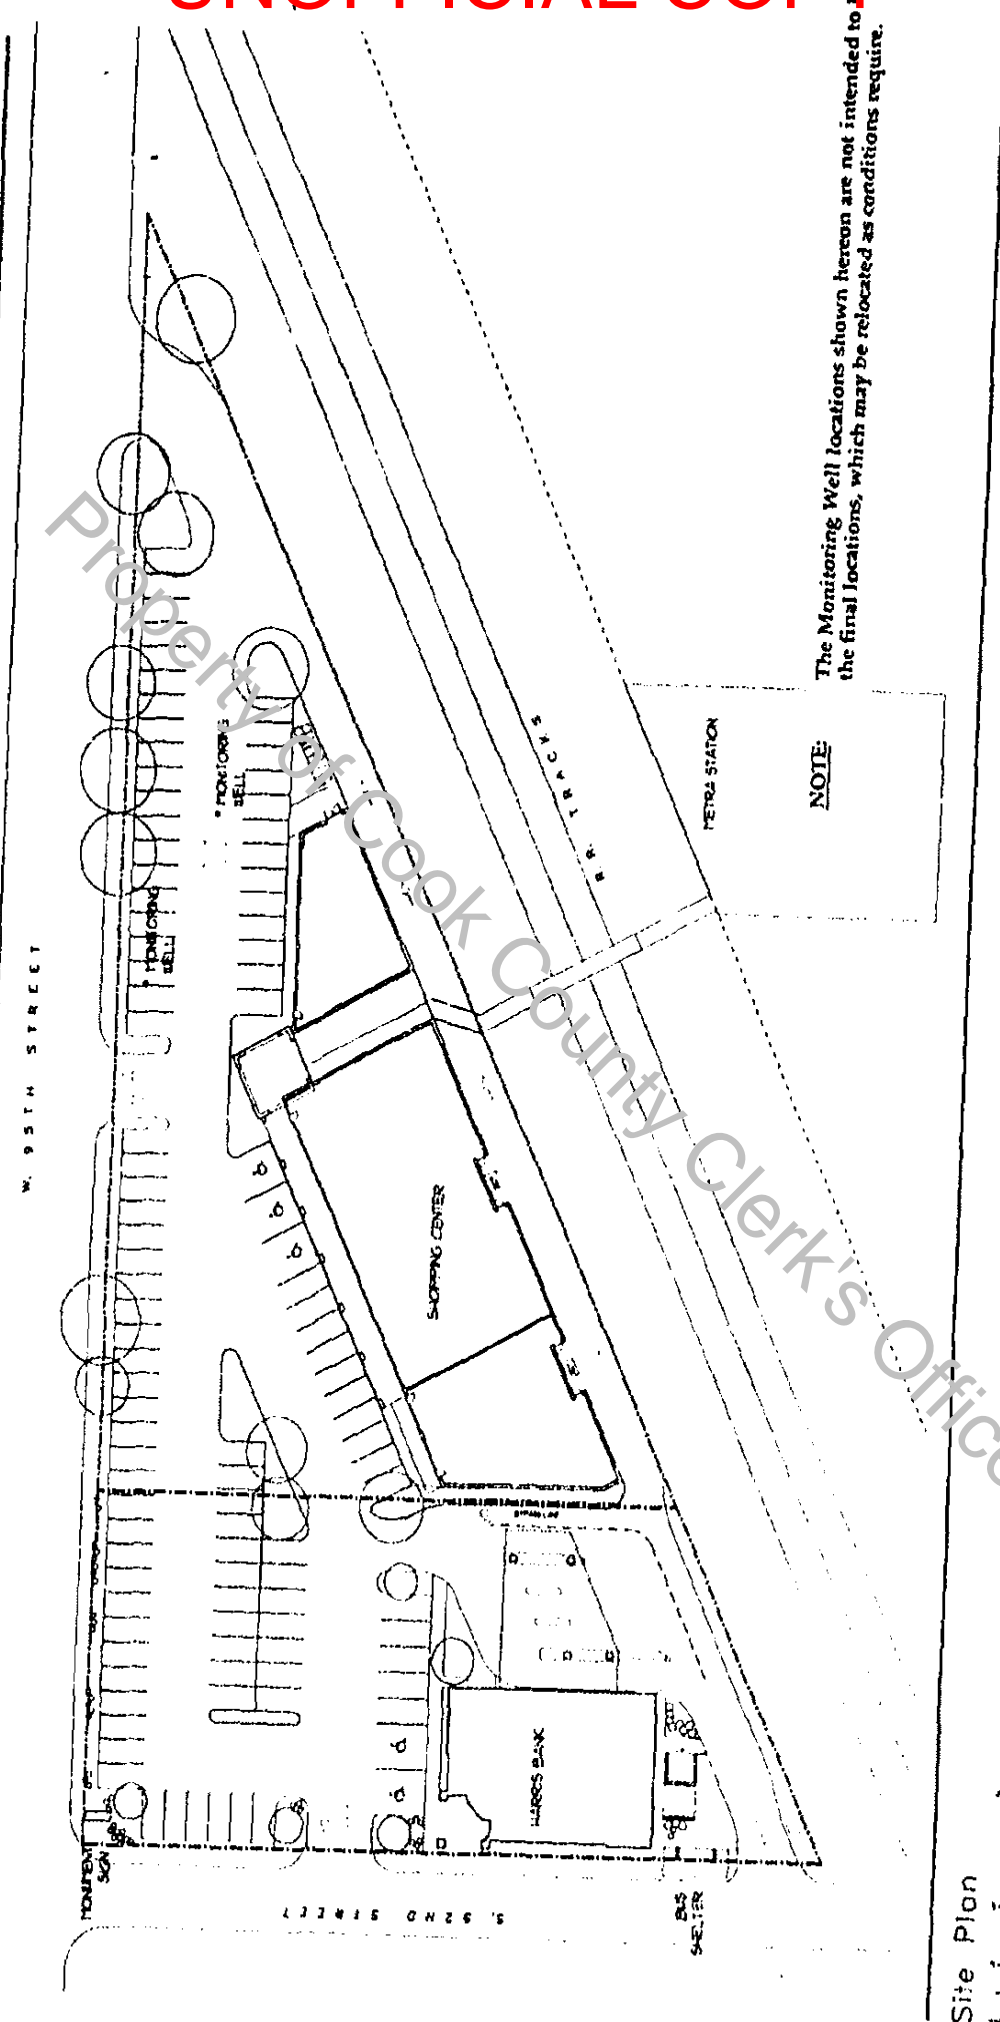 UNOFFICIAL COPY
W. 95TH STREET
* MONITORING
WELL
* MONITORING
WELL
R.R. TRACKS
METRA STATION
SHOPPING CENTER
HARRIS BANK
MONUMENT
SIGN
S. 92ND STREET
BUS
SHELTER
NOTE:
The Monitoring Well locations shown hereon are not intended to
the final locations, which may be relocated as conditions require.
Site Plan
Property of Cook County Clerk's Office